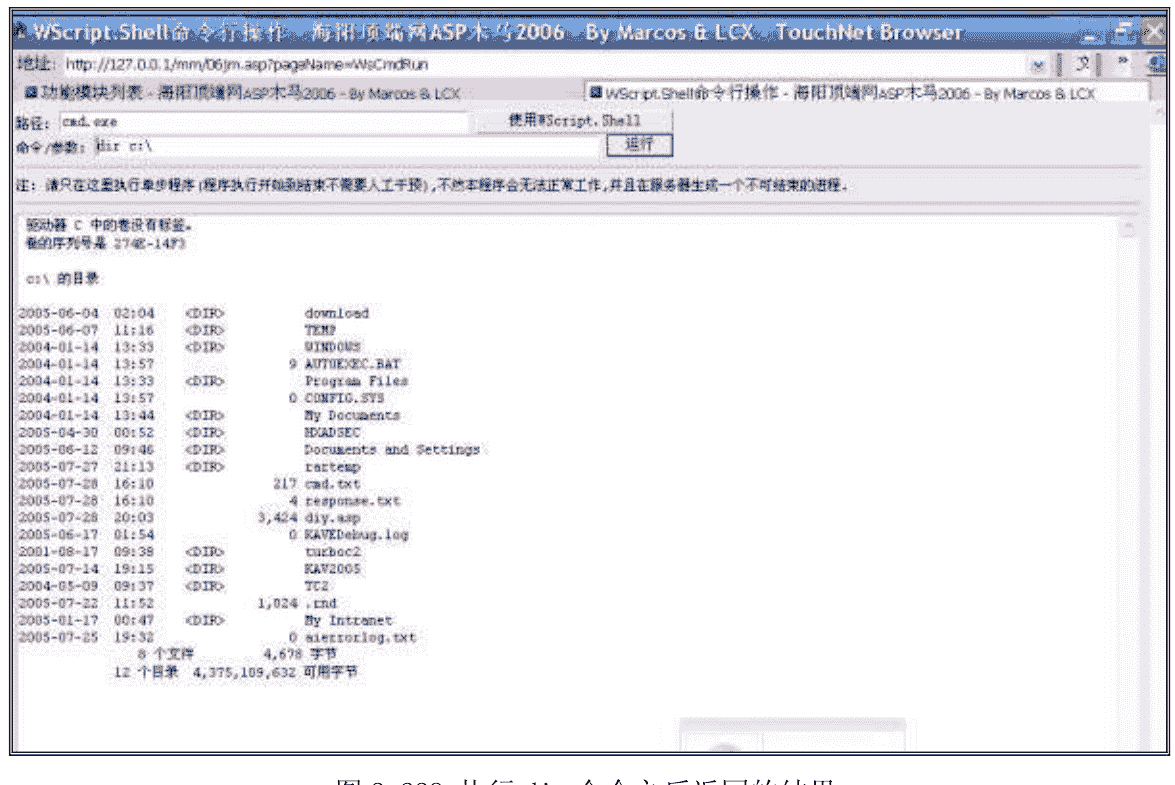 WScript.Shell命令行操作 - 海阳顶端网ASP木马2006 - By Marcos & LCX - TouchNet Browser
地址: http://127.0.0.1/mm/06jm.asp?pageName=WsCmdRun
功能模块列表 - 海阳顶端网ASP木马2006 - By Marcos & LCX WScript.Shell命令行操作 - 海阳顶端网ASP木马2006 - By Marcos & LCX
路径: cmd.exe 使用WScript.Shell
命令/参数: dir c:\ 运行
注: 请只在这里执行单步程序(程序执行开始到结束不需要人工干预),不然本程序会无法正常工作,并且在服务器生成一个不可结束的进程.
驱动器 C 中的卷没有标签。
卷的序列号是 274E-14F3
c:\ 的目录
2005-06-04 02:04 <DIR> download
2005-06-07 11:16 <DIR> TEMP
2004-01-14 13:33 <DIR> WINDOWS
2004-01-14 13:57 9 AUTOEXEC.BAT
2004-01-14 13:33 <DIR> Program Files
2004-01-14 13:57 0 CONFIG.SYS
2004-01-14 13:44 <DIR> My Documents
2005-04-30 00:52 <DIR>
2005-06-12 09:46 <DIR> Documents and Settings
2005-07-27 21:13 <DIR> rartemp
2005-07-28 16:10 217 cmd.txt
2005-07-28 16:10 4 response.txt
2005-07-28 20:03 3,424 diy.asp
2005-06-17 01:54 0 KAVEDebug.log
2001-08-17 09:38 <DIR> turboc2
2005-07-14 19:15 <DIR> KAV2005
2004-05-09 09:37 <DIR> TC2
2005-07-22 11:52 1,024 .rnd
2005-01-17 00:47 <DIR> My Intranet
2005-07-25 19:32 0 aierrorlog.txt
8 个文件 4,678 字节
12 个目录 4,375,109,632 可用字节